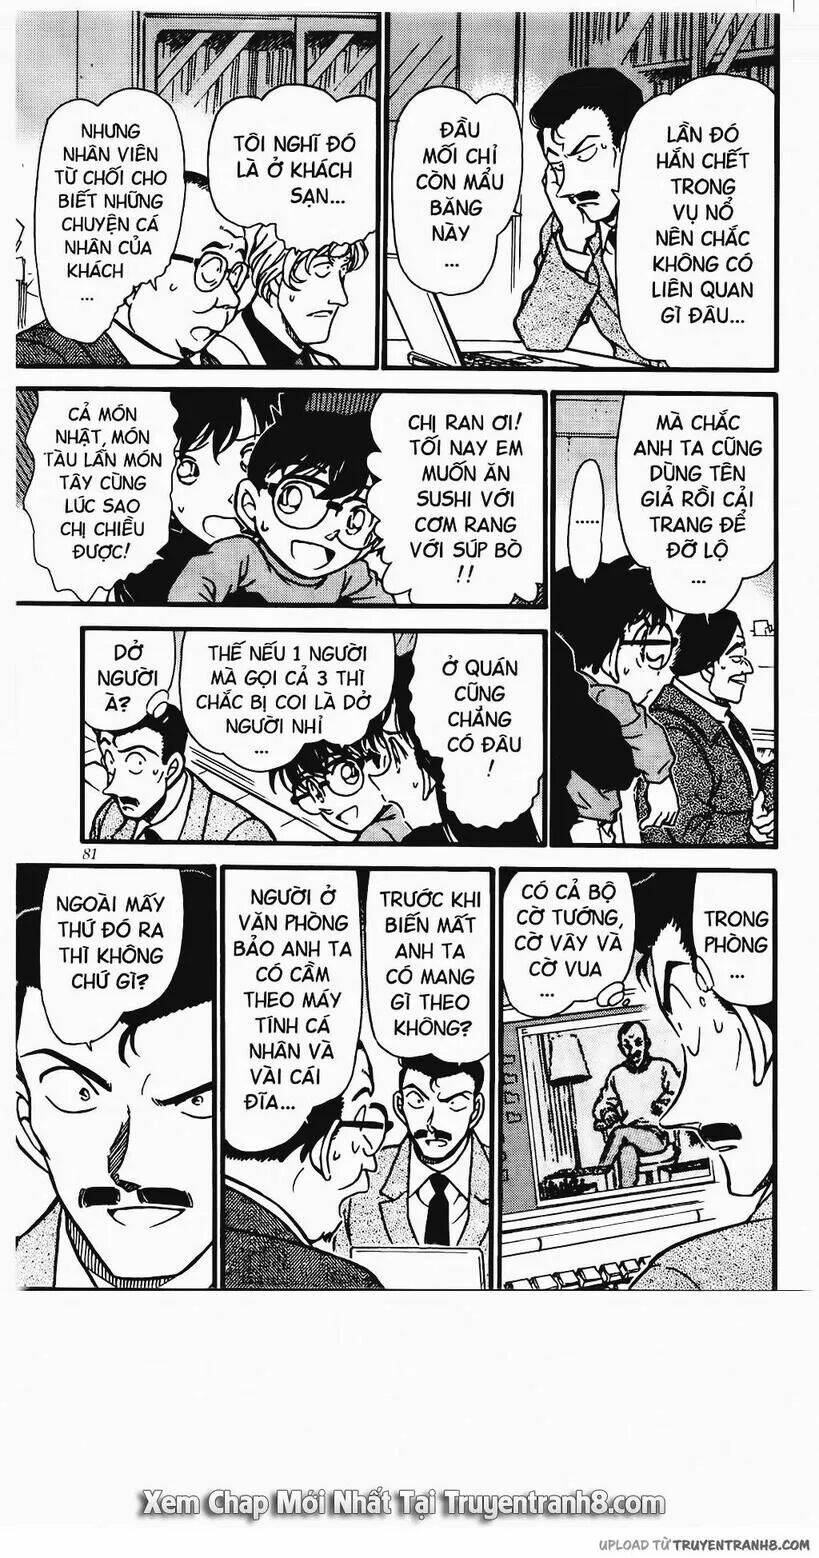 LẦN ĐÓ
HẮN CHẾT
TRONG
VỤ NỔ
NÊN CHẮC
KHÔNG CÓ
LIÊN QUAN
GÌ ĐÂU...
ĐẦU
MỐI CHỈ
CÒN MẨU
BĂNG
NÀY
...
TÔI NGHĨ ĐÓ
LÀ Ở KHÁCH
SẠN...
NHƯNG
NHÂN VIÊN
TỪ CHỐI CHO
BIẾT NHỮNG
CHUYỆN CÁ
NHÂN CỦA
KHÁCH
...
MÀ CHẮC
ANH TA CŨNG
DÙNG TÊN
GIẢ RỒI CẢI
TRANG ĐỂ
ĐỠ LỘ
...
......
CHỊ RAN ƠI!
TỐI NAY EM
MUỐN ĂN
SUSHI VỚI
CƠM RANG
VỚI SÚP BÒ
!!
CẢ MÓN
NHẬT, MÓN
TÀU LẪN MÓN
TÂY CÙNG
LÚC SAO
CHỊ CHIỀU
ĐƯỢC!
Ở QUÁN
CŨNG
CHẲNG
CÓ ĐÂU
!
THẾ NẾU 1 NGƯỜI
MÀ GỌI CẢ 3 THÌ
CHẮC BỊ COI LÀ DỞ
NGƯỜI NHỈ
...
DỞ
NGƯỜI
À?
81
TRONG
PHÒNG
...
CÓ CẢ BỘ
CỜ TƯỚNG,
CỜ VÂY VÀ
CỜ VUA
...
TRƯỚC KHI
BIẾN MẤT
ANH TA
CÓ MANG
GÌ THEO
KHÔNG?
NGƯỜI Ở
VĂN PHÒNG
BẢO ANH TA
CÓ CẦM
THEO MÁY
TÍNH CÁ
NHÂN VÀ
VÀI CÁI
ĐĨA...
NGOÀI MẤY
THỨ ĐÓ RA
THÌ KHÔNG
CHỨ GÌ?
Xem Chap Mới Nhất Tại Truyentranh8.com
UPLOAD TỪ TRUYENTRANH8.COM